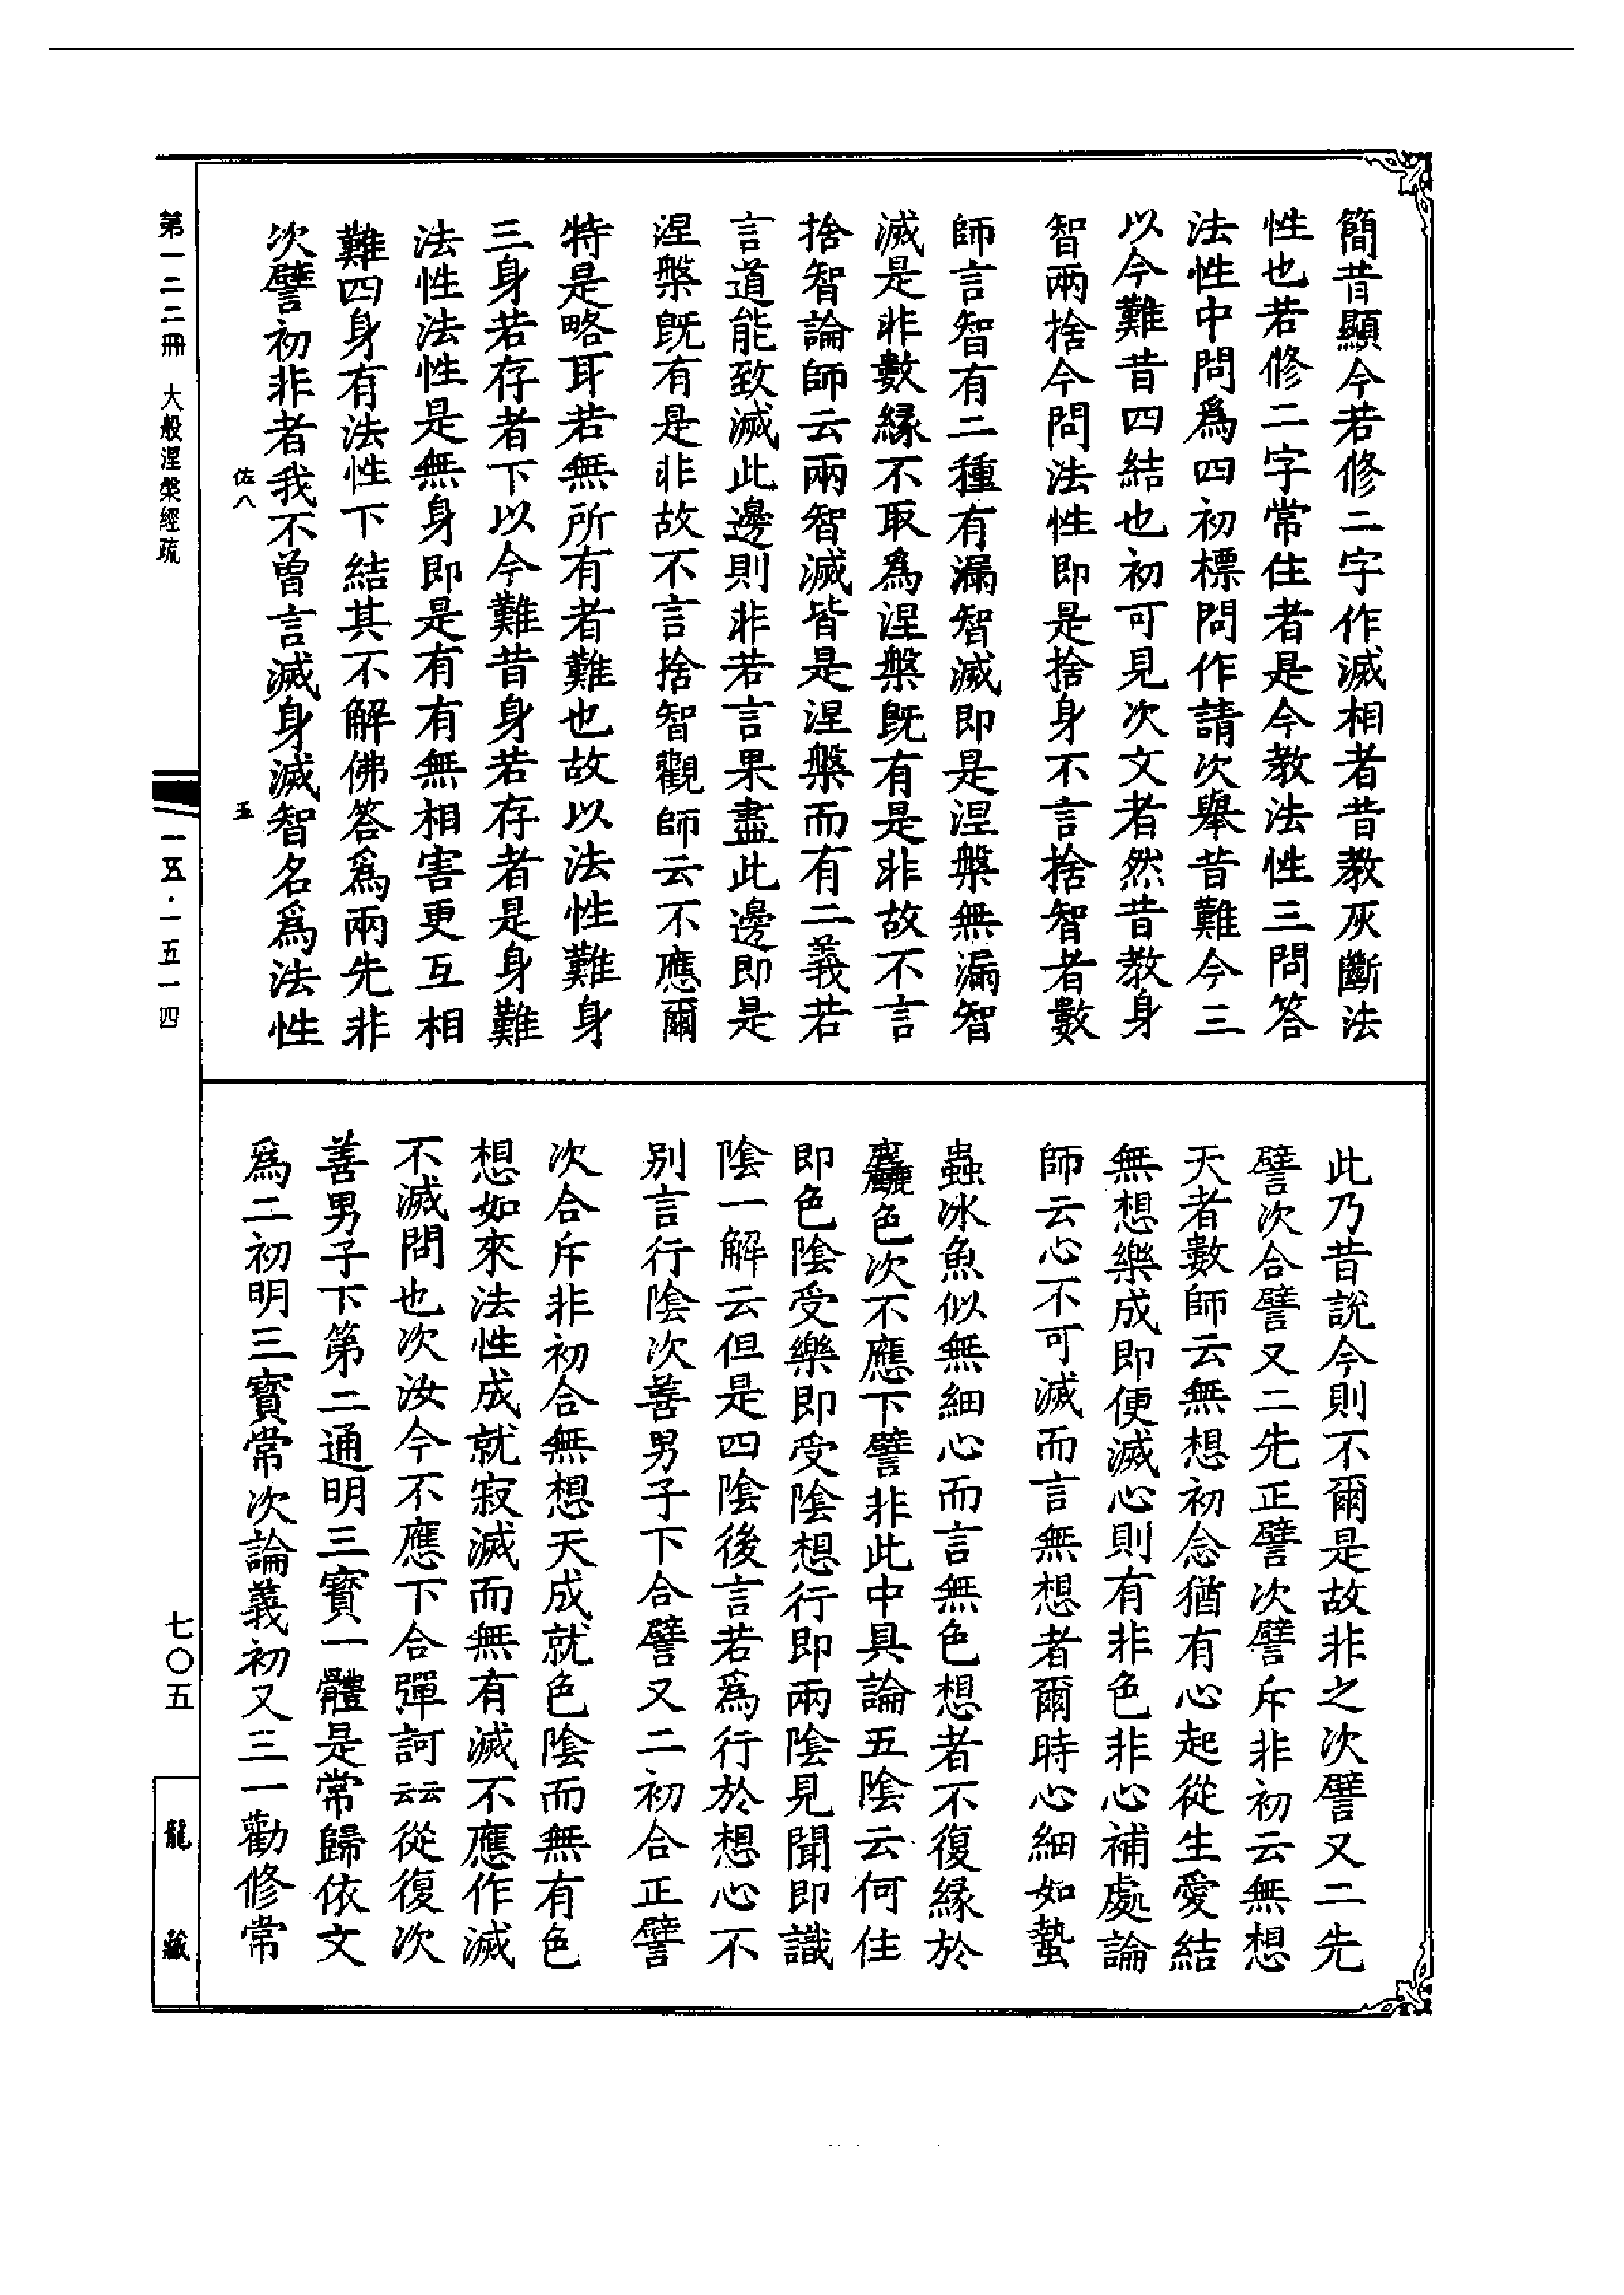 簡昔顯今若修二字作滅相者昔教灰斷法
性也若修二字常住者是今教法性三問答
法性中問爲四初標問作請次舉昔難今三
以今難昔四結也初可見次文者然昔教身
智兩捨今問法性即是捨身不言捨智者數
師言智有二種有漏智滅即是涅槃無漏智
滅是非數緣不取爲涅槃既有是非故不言
捨智論師云兩智滅皆是涅槃而有二義若
言道能致滅此邊則非若言果盡此邊即是
涅槃既有是非故不言捨智觀師云不應爾
特是略耳若無所有者難也故以法性難身
三身若存者下以今難昔身若存者是身難
法性法性是無身即是有有無相害更互相
難四身有法性下結其不解佛答爲兩先非
次譬初非者我不曾言滅身滅智名爲法性
佐八
五
此乃昔說今則不爾是故非之次譬又二先
譬次合譬又二先正譬次譬斥非初云無想
天者數師云無想初念猶有心起從生愛結
無想樂成即便滅心則有非色非心補處論
師云心不可滅而言無想者爾時心細如蟄
蟲冰魚似無細心而言無色想者不復緣於
麤色次不應下譬非此中具論五陰云何住
即色陰受樂即受陰想行即兩陰見聞即識
陰一解云但是四陰後言若爲行於想心不
別言行陰次善男子下合譬又二初合正譬
次合斥非初合無想天成就色陰而無有色
想如來法性成就寂滅而無有滅不應作滅
不滅問也次汝今不應下合彈訶云云從復次
善男子下第二通明三寳一體是常歸依文
爲二初明三寳常次論義初又三一勸修常
第一二二冊 大般涅槃經疏
一五·一五一四
七〇五
龍藏